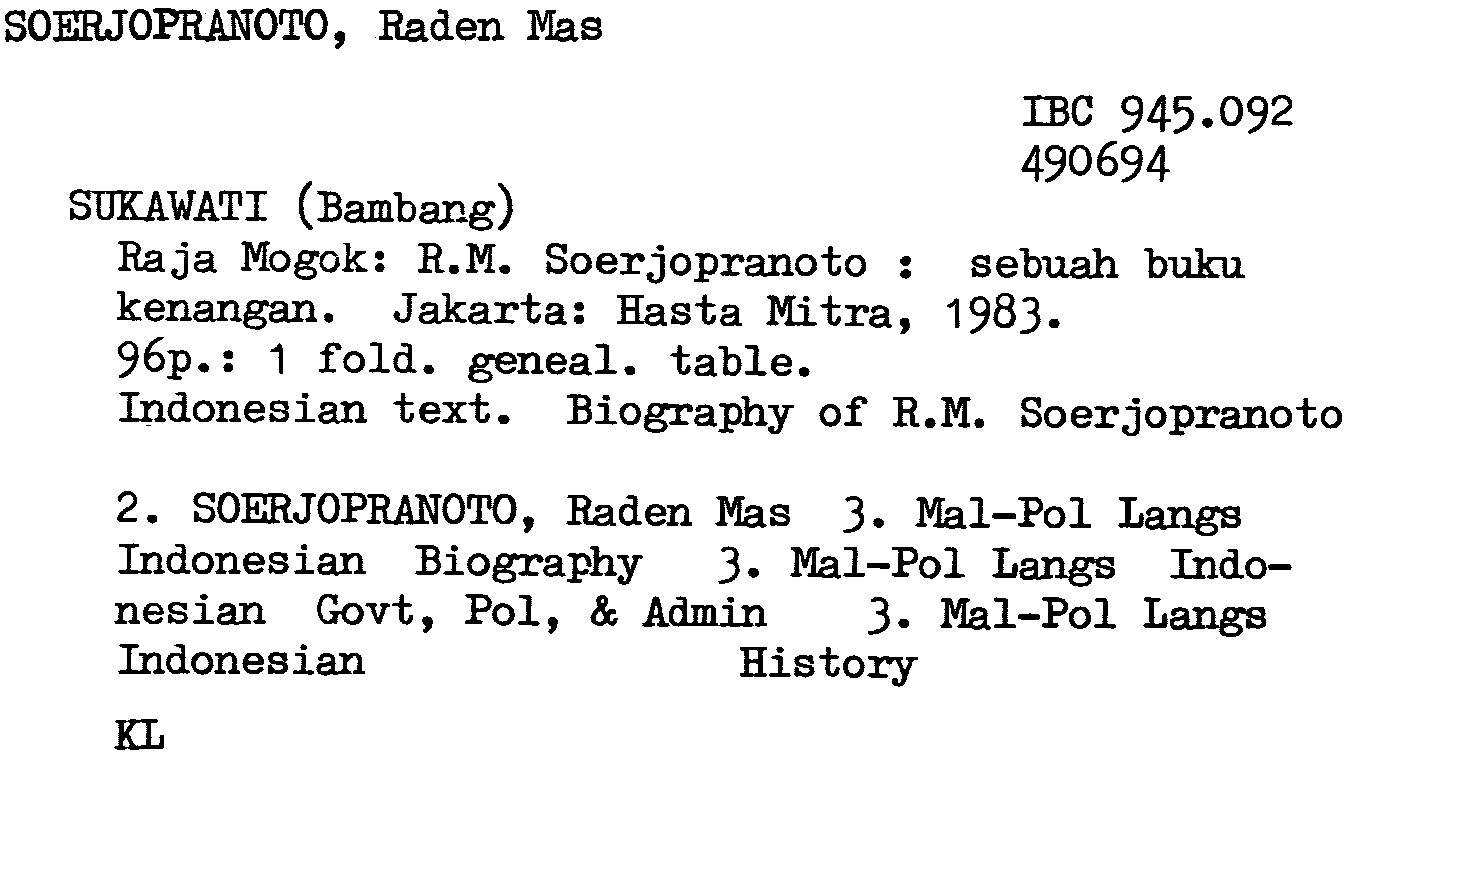 SOERJOPRANOTO, Raden Mas
IBC 945.092
490694
SUKAWATI (Bambang)
Raja Mogok: R.M. Soerjopranoto : sebuah buku
kenangan. Jakarta: Hasta Mitra, 1983.
96p.: 1 fold. geneal. table.
Indonesian text. Biography of R.M. Soerjopranoto
2. SOERJOPRANOTO, Raden Mas 3. Mal-Pol Langs
Indonesian Biography 3. Mal-Pol Langs Indo-
nesian Govt, Pol, & Admin 3. Mal-Pol Langs
Indonesian History
KL